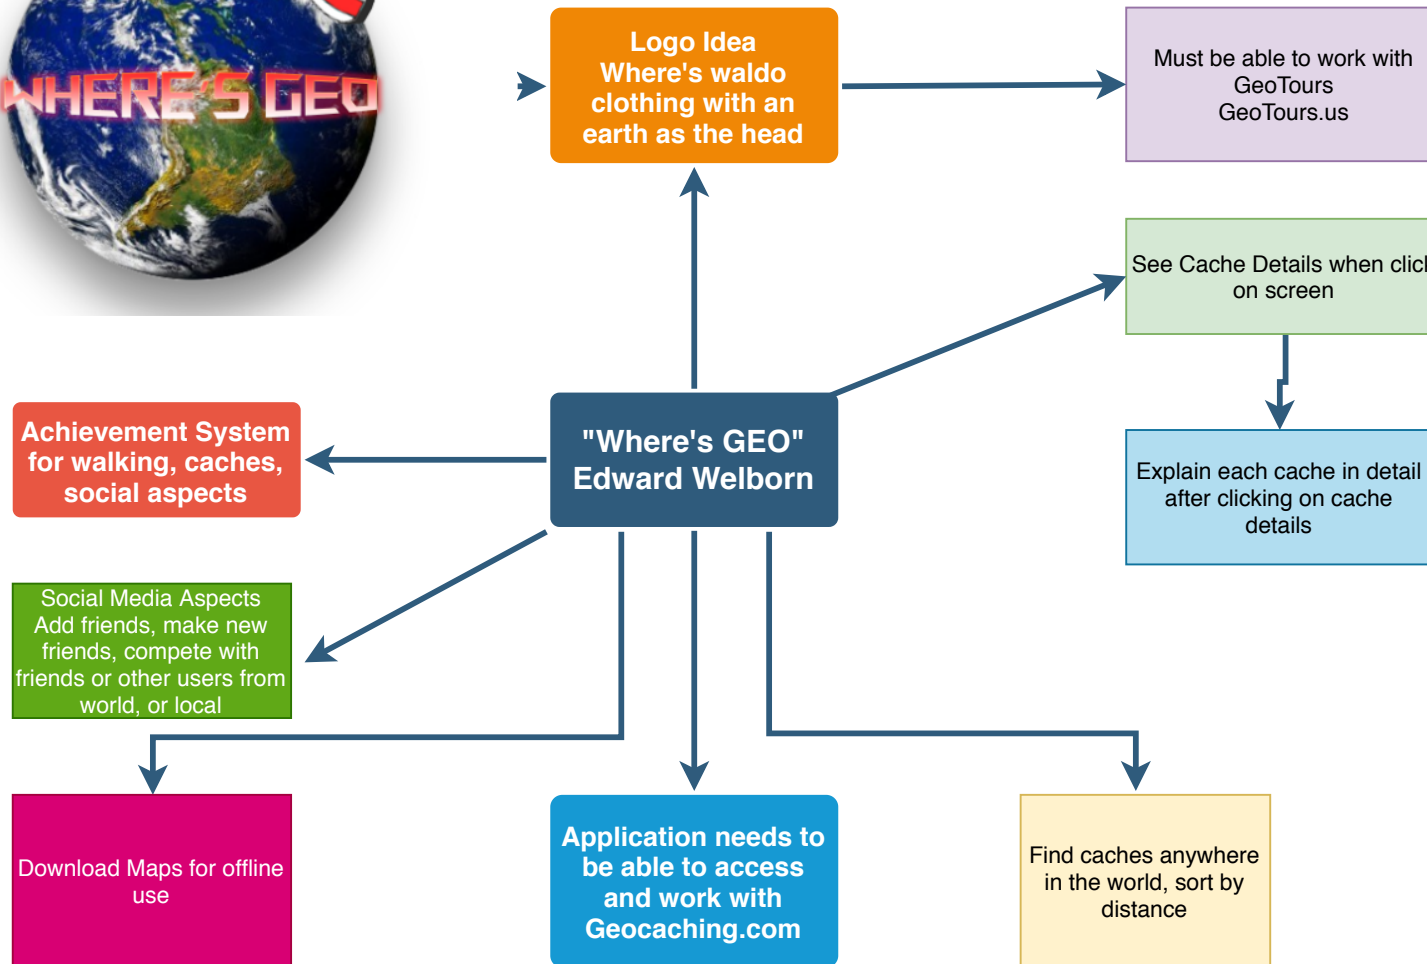 WHERE'S GEO
Logo Idea
Where's waldo
clothing with an
earth as the head
Must be able to work with
GeoTours
GeoTours.us
See Cache Details when click
on screen
Achievement System
for walking, caches,
social aspects
"Where's GEO"
Edward Welborn
Explain each cache in detail
after clicking on cache
details
Social Media Aspects
Add friends, make new
friends, compete with
friends or other users from
world, or local
Download Maps for offline
use
Application needs to
be able to access
and work with
Geocaching.com
Find caches anywhere
in the world, sort by
distance